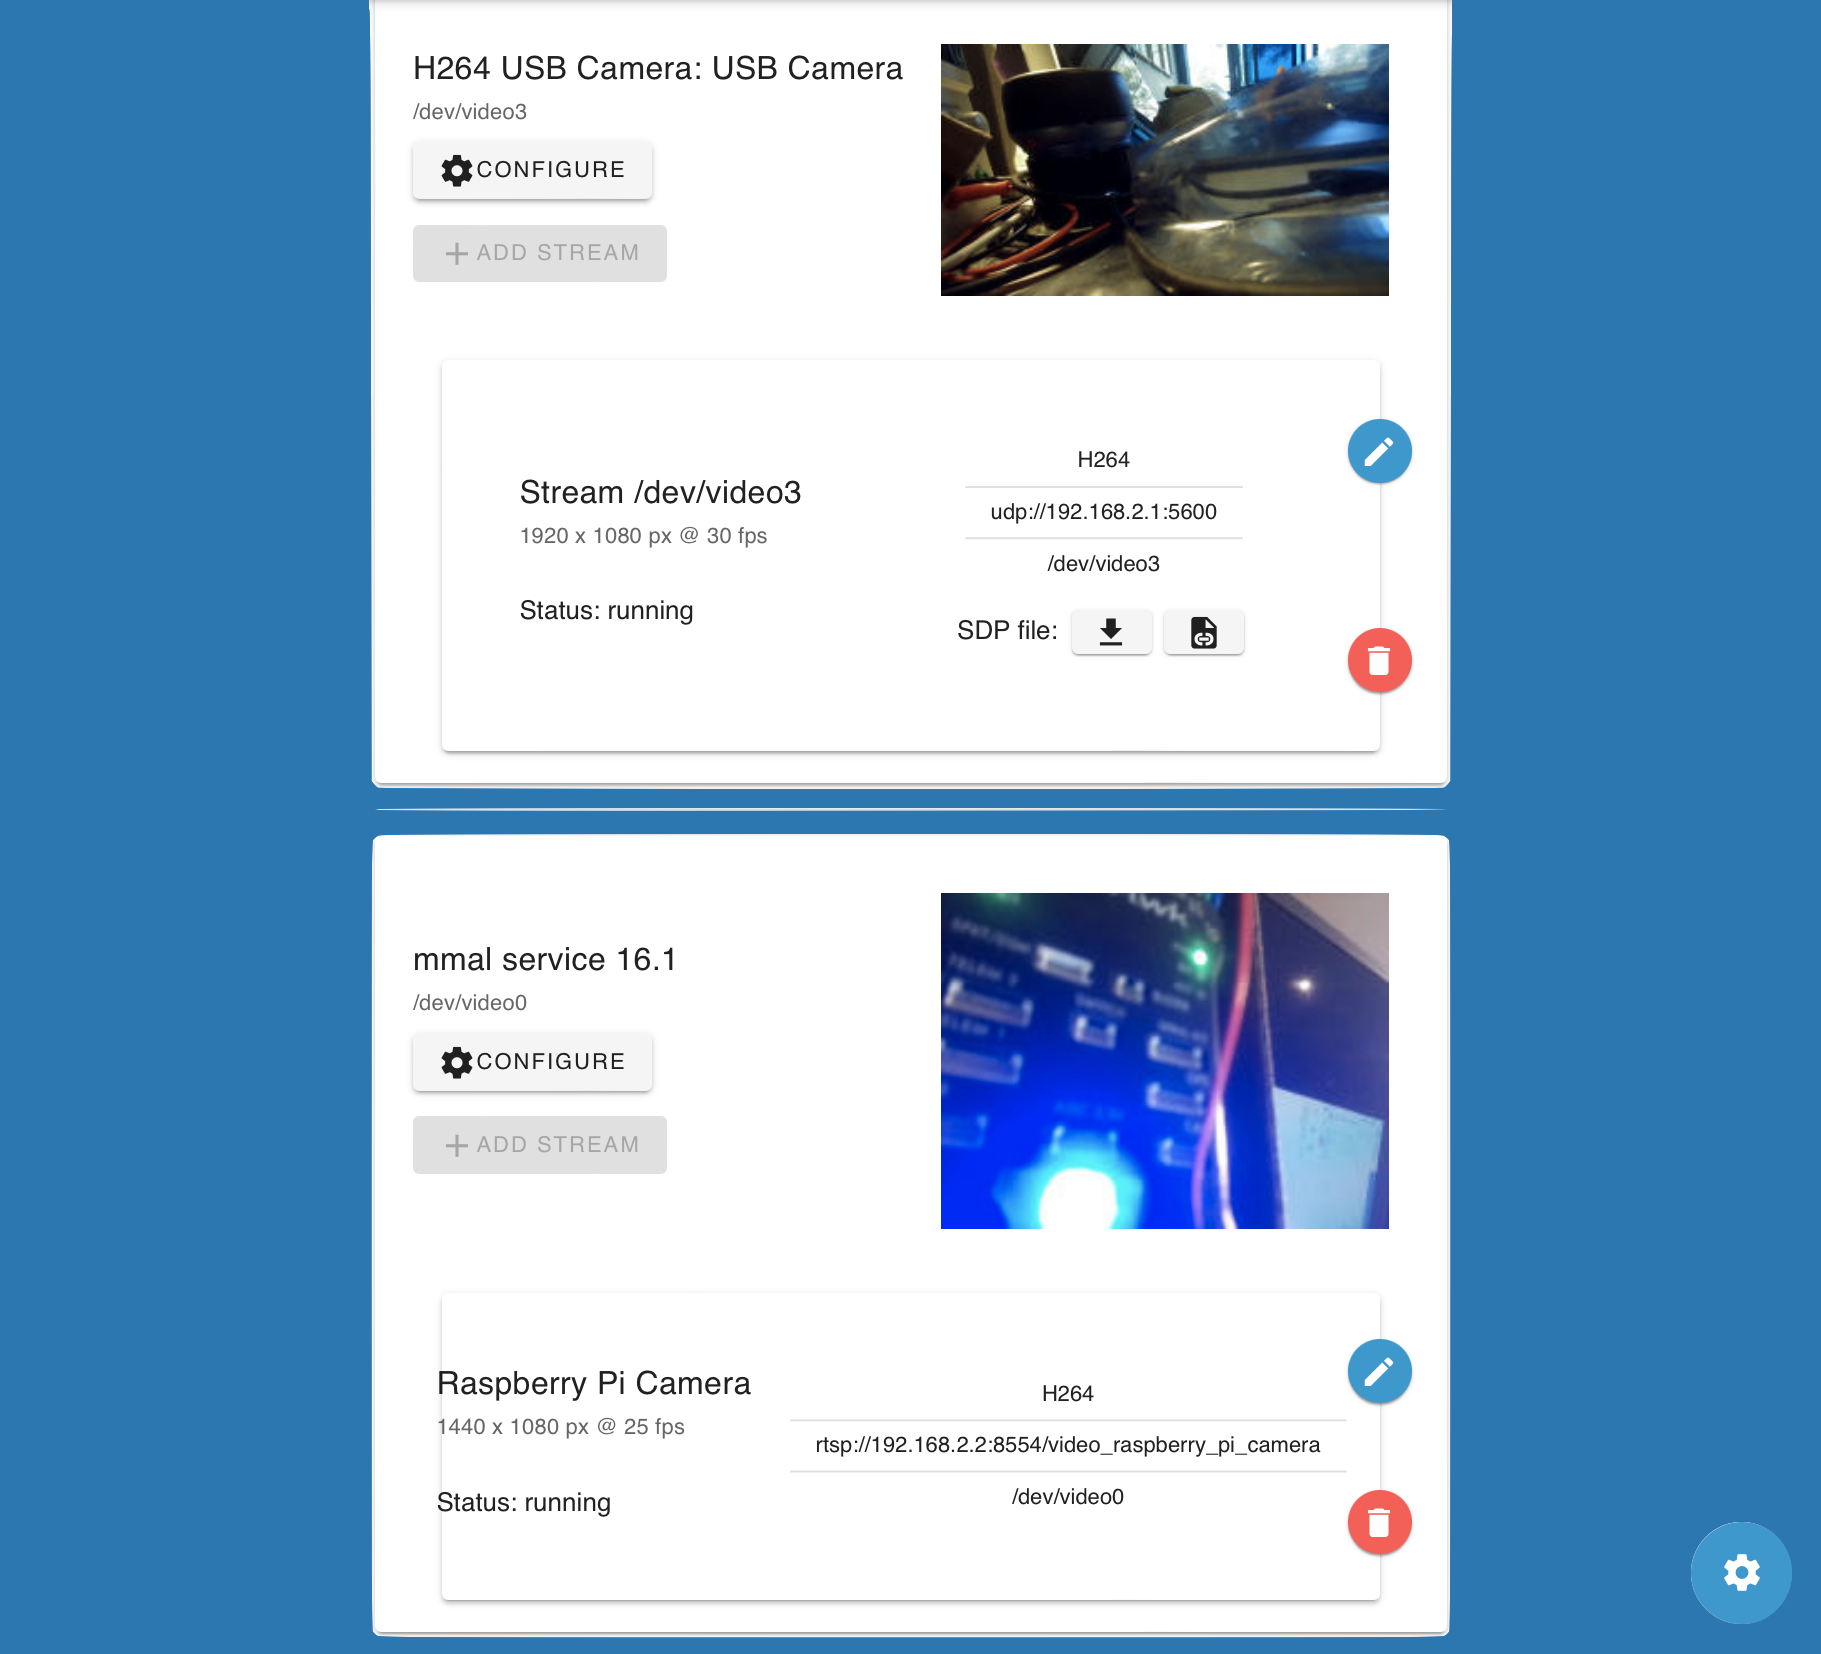 H264 USB Camera: USB Camera
/dev/video3
CONFIGURE
ADD STREAM
Stream /dev/video3
1920 x 1080 px @ 30 fps
Status: running
H264
udp://192.168.2.1:5600
/dev/video3
SDP file:
mmal service 16.1
/dev/video0
CONFIGURE
ADD STREAM
Raspberry Pi Camera
1440 x 1080 px @ 25 fps
Status: running
H264
rtsp://192.168.2.2:8554/video_raspberry_pi_camera
/dev/video0